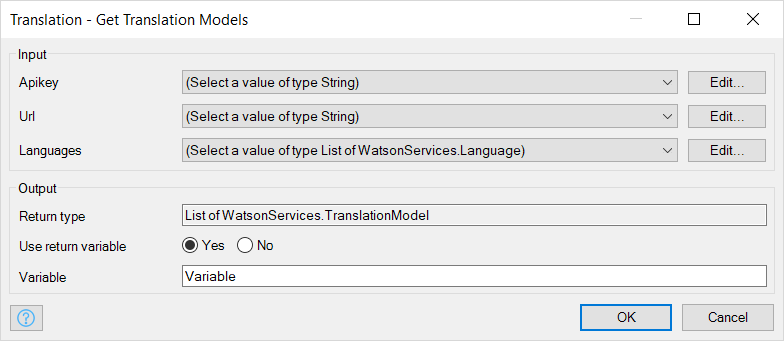 Translation - Get Translation Models
Input
Apikey (Select a value of type String) Edit...
Url (Select a value of type String) Edit...
Languages (Select a value of type List of WatsonServices.Language) Edit...
Output
Return type List of WatsonServices.TranslationModel
Use return variable Yes No
Variable Variable
? OK Cancel